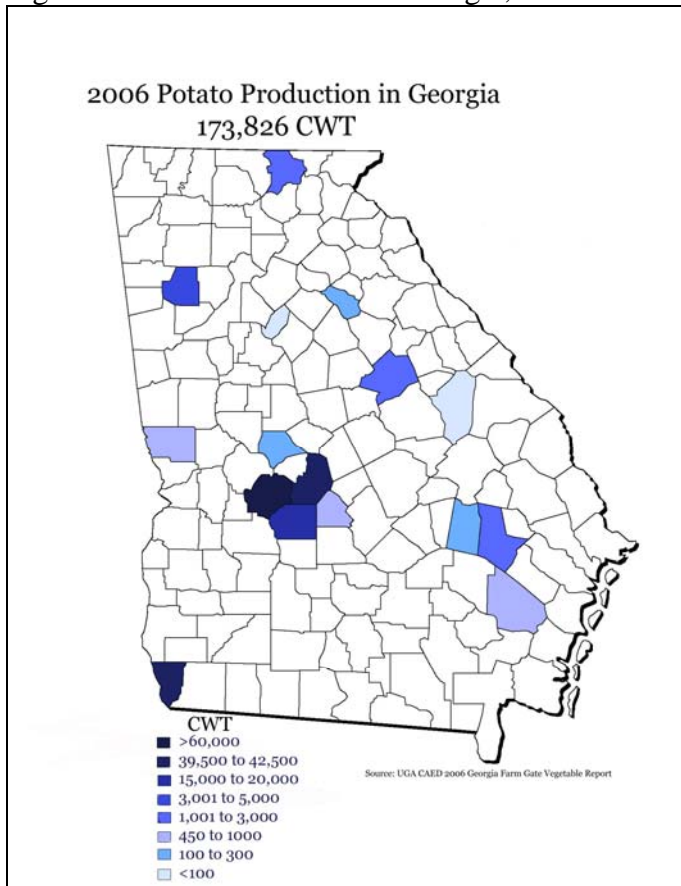 2006 Potato Production in Georgia
173,826 CWT
CWT
>60,000
39,500 to 42,500
15,000 to 20,000
3,001 to 5,000
1,001 to 3,000
450 to 1000
100 to 300
<100
Source: UGA CAED 2006 Georgia Farm Gate Vegetable Report